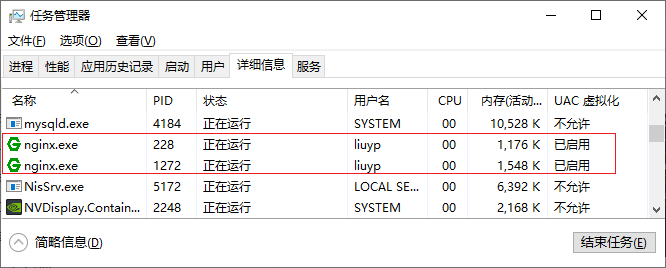 任务管理器
文件(F) 选项(O) 查看(V)
进程 性能 应用历史记录 启动 用户 详细信息 服务
名称 PID 状态 用户名 CPU 内存(活动... UAC 虚拟化
mysqld.exe 4184 正在运行 SYSTEM 00 10,528 K 不允许
nginx.exe 228 正在运行 liuyp 00 1,176 K 已启用
nginx.exe 1272 正在运行 liuyp 00 1,548 K 已启用
NisSrv.exe 5172 正在运行 LOCAL SE... 00 6,392 K 不允许
NVDisplay.Contain... 2248 正在运行 SYSTEM 00 2,168 K 不允许
简略信息(D) 结束任务(E)